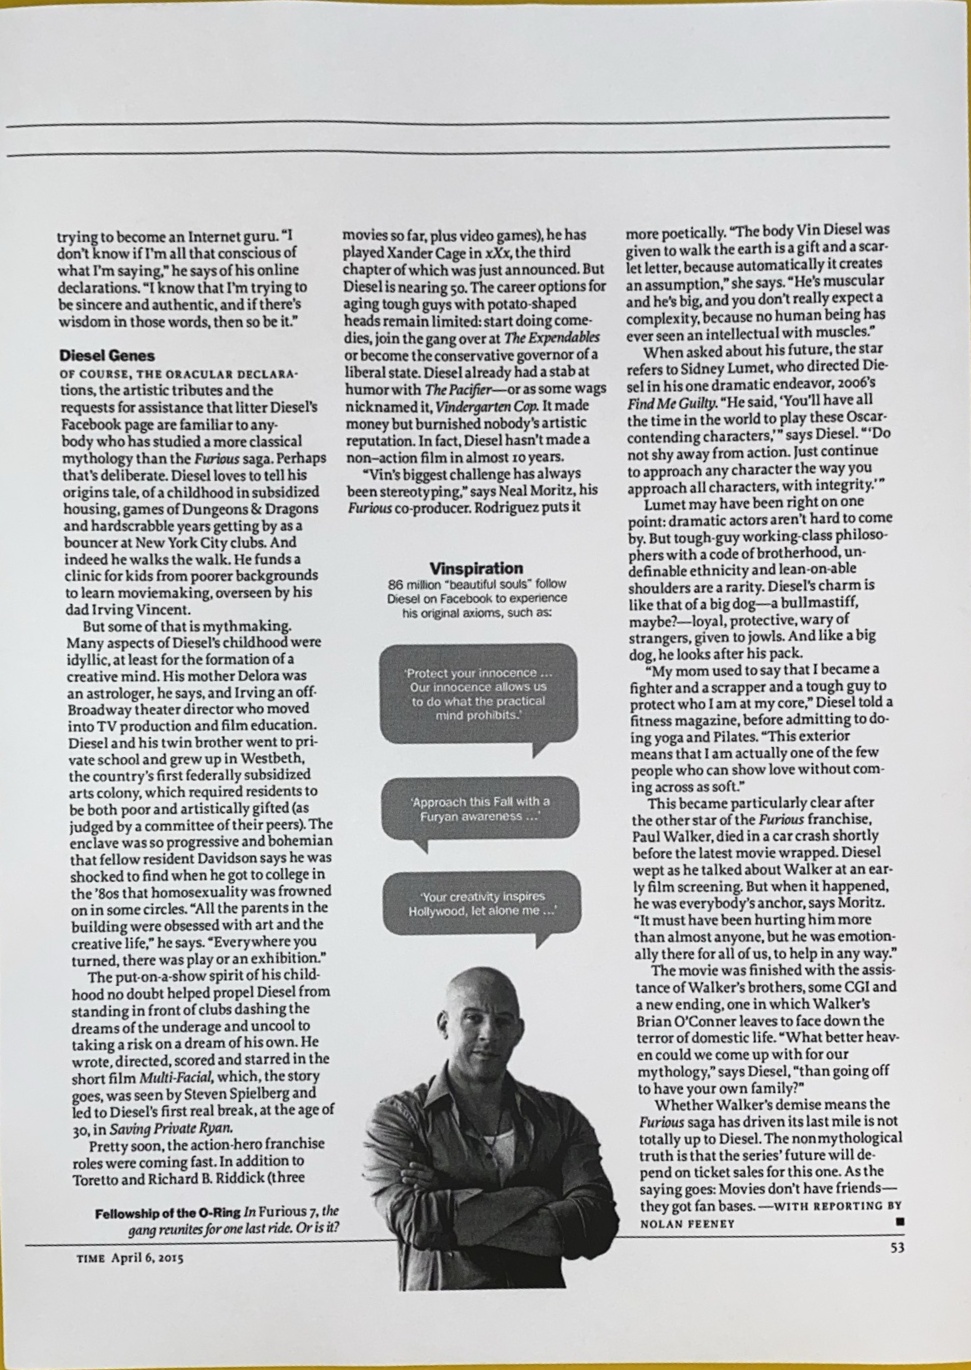 trying to become an Internet guru. “I
don't know if I'm all that conscious of
what I'm saying,” he says of his online
declarations. “I know that I'm trying to
be sincere and authentic, and if there's
wisdom in those words, then so be it.”
Diesel Genes
OF COURSE, THE ORACULAR DECLARA-
tions, the artistic tributes and the
requests for assistance that litter Diesel's
Facebook page are familiar to any-
body who has studied a more classical
mythology than the Furious saga. Perhaps
that's deliberate. Diesel loves to tell his
origins tale, of a childhood in subsidized
housing, games of Dungeons & Dragons
and hardscrabble years getting by as a
bouncer at New York City clubs. And
indeed he walks the walk. He funds a
clinic for kids from poorer backgrounds
to learn moviemaking, overseen by his
dad Irving Vincent.
But some of that is mythmaking.
Many aspects of Diesel's childhood were
idyllic, at least for the formation of a
creative mind. His mother Delora was
an astrologer, he says, and Irving an off-
Broadway theater director who moved
into TV production and film education.
Diesel and his twin brother went to pri-
vate school and grew up in Westbeth,
the country's first federally subsidized
arts colony, which required residents to
be both poor and artistically gifted (as
judged by a committee of their peers). The
enclave was so progressive and bohemian
that fellow resident Davidson says he was
shocked to find when he got to college in
the '80s that homosexuality was frowned
on in some circles. “All the parents in the
building were obsessed with art and the
creative life,” he says. “Everywhere you
turned, there was play or an exhibition.”
The put-on-a-show spirit of his child-
hood no doubt helped propel Diesel from
standing in front of clubs dashing the
dreams of the underage and uncool to
taking a risk on a dream of his own. He
wrote, directed, scored and starred in the
short film Multi-Facial, which, the story
goes, was seen by Steven Spielberg and
led to Diesel's first real break, at the age of
30, in Saving Private Ryan.
Pretty soon, the action-hero franchise
roles were coming fast. In addition to
Toretto and Richard B. Riddick (three
Fellowship of the O-Ring In Furious 7, the
gang reunites for one last ride. Or is it?
movies so far, plus video games), he has
played Xander Cage in xXx, the third
chapter of which was just announced. But
Diesel is nearing 50. The career options for
aging tough guys with potato-shaped
heads remain limited: start doing come-
dies, join the gang over at The Expendables
or become the conservative governor of a
liberal state. Diesel already had a stab at
humor with The Pacifier—or as some wags
nicknamed it, Vindergarten Cop. It made
money but burnished nobody's artistic
reputation. In fact, Diesel hasn't made a
non–action film in almost 10 years.
“Vin's biggest challenge has always
been stereotyping,” says Neal Moritz, his
Furious co-producer. Rodriguez puts it
Vinspiration
86 million “beautiful souls” follow
Diesel on Facebook to experience
his original axioms, such as:
‘Protect your innocence ...
Our innocence allows us
to do what the practical
mind prohibits.’
‘Approach this Fall with a
Furyan awareness ...’
‘Your creativity inspires
Hollywood, let alone me ...’
more poetically. “The body Vin Diesel was
given to walk the earth is a gift and a scar-
let letter, because automatically it creates
an assumption,” she says. “He's muscular
and he's big, and you don't really expect a
complexity, because no human being has
ever seen an intellectual with muscles.”
When asked about his future, the star
refers to Sidney Lumet, who directed Die-
sel in his one dramatic endeavor, 2006's
Find Me Guilty. “He said, ‘You'll have all
the time in the world to play these Oscar-
contending characters,’” says Diesel. “‘Do
not shy away from action. Just continue
to approach any character the way you
approach all characters, with integrity.’”
Lumet may have been right on one
point: dramatic actors aren't hard to come
by. But tough-guy working-class philoso-
phers with a code of brotherhood, un-
definable ethnicity and lean-on-able
shoulders are a rarity. Diesel's charm is
like that of a big dog—a bullmastiff,
maybe?—loyal, protective, wary of
strangers, given to jowls. And like a big
dog, he looks after his pack.
“My mom used to say that I became a
fighter and a scrapper and a tough guy to
protect who I am at my core,” Diesel told a
fitness magazine, before admitting to do-
ing yoga and Pilates. “This exterior
means that I am actually one of the few
people who can show love without com-
ing across as soft.”
This became particularly clear after
the other star of the Furious franchise,
Paul Walker, died in a car crash shortly
before the latest movie wrapped. Diesel
wept as he talked about Walker at an ear-
ly film screening. But when it happened,
he was everybody's anchor, says Moritz.
“It must have been hurting him more
than almost anyone, but he was emotion-
ally there for all of us, to help in any way.”
The movie was finished with the assis-
tance of Walker's brothers, some CGI and
a new ending, one in which Walker's
Brian O'Conner leaves to face down the
terror of domestic life. “What better heav-
en could we come up with for our
mythology,” says Diesel, “than going off
to have your own family?”
Whether Walker's demise means the
Furious saga has driven its last mile is not
totally up to Diesel. The nonmythological
truth is that the series' future will de-
pend on ticket sales for this one. As the
saying goes: Movies don't have friends—
they got fan bases. —WITH REPORTING BY
NOLAN FEENEY ■
TIME April 6, 2015
53